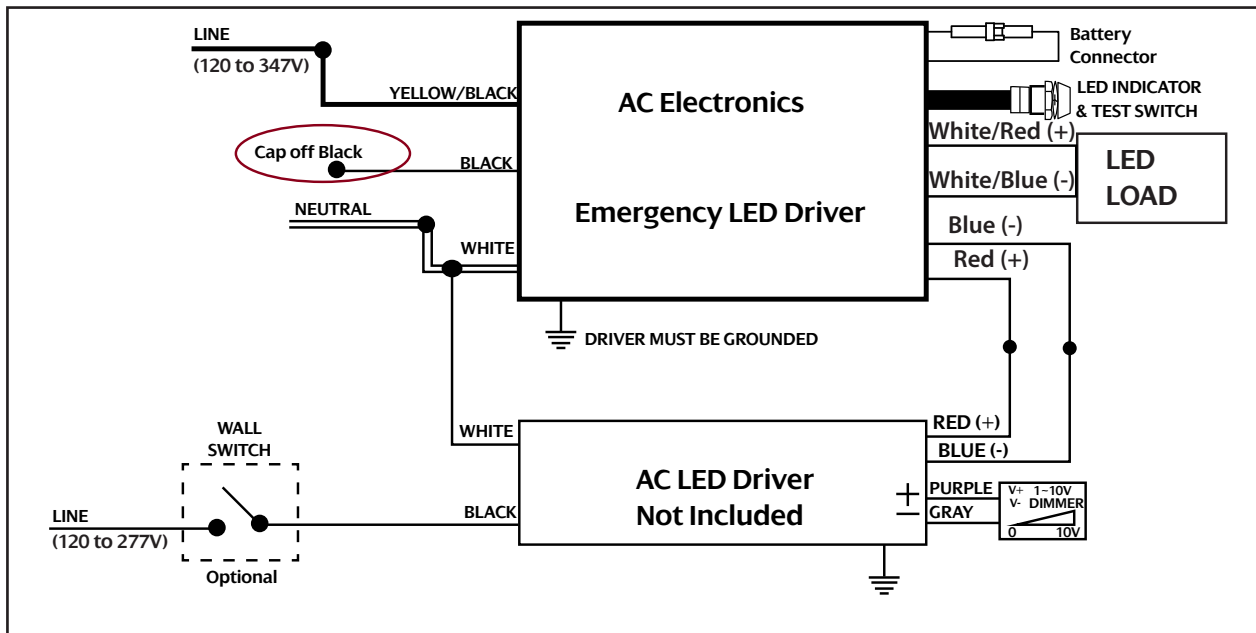 LINE
(120 to 347V)
YELLOW/BLACK
Cap off Black
BLACK
NEUTRAL
WHITE
AC Electronics
Emergency LED Driver
Battery
Connector
LED INDICATOR
& TEST SWITCH
White/Red (+)
White/Blue (-)
LED
LOAD
Blue (-)
Red (+)
DRIVER MUST BE GROUNDED
WALL
SWITCH
LINE
(120 to 277V)
Optional
WHITE
BLACK
AC LED Driver
Not Included
RED (+)
BLUE (-)
+ PURPLE
− GRAY
V+ 1~10V
V- DIMMER
0 10V